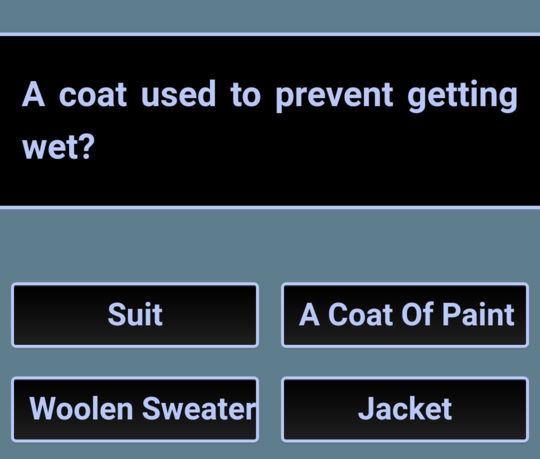 A coat used to prevent getting
wet?
Suit
A Coat Of Paint
Woolen Sweater
Jacket